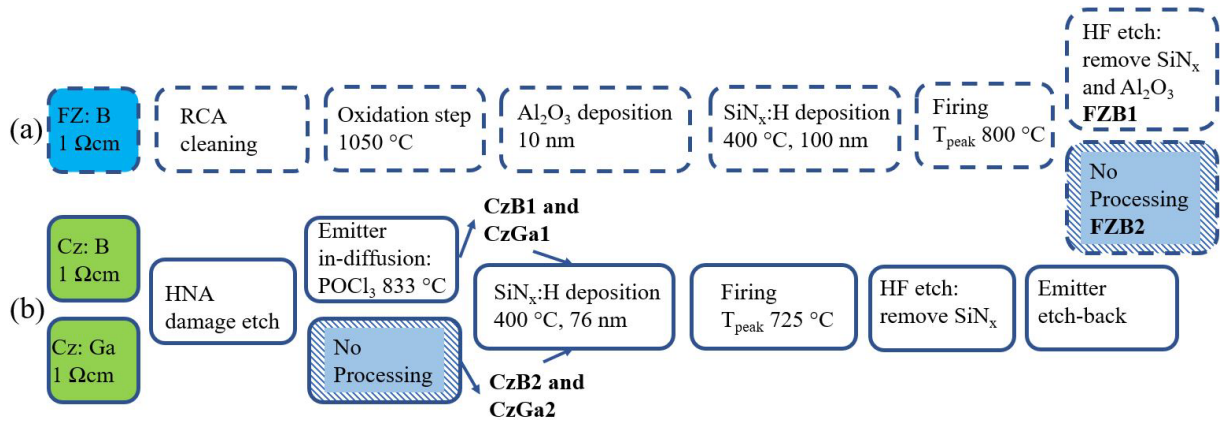 (a)
FZ: B
1 Ωcm
RCA
cleaning
Oxidation step
1050 °C
Al₂O₃ deposition
10 nm
SiNₓ:H deposition
400 °C, 100 nm
Firing
Tₚₑₐₖ 800 °C
HF etch:
remove SiNₓ
and Al₂O₃
FZB1
No
Processing
FZB2
(b)
Cz: B
1 Ωcm
Cz: Ga
1 Ωcm
HNA
damage etch
Emitter
in-diffusion:
POCl₃ 833 °C
No
Processing
CzB1 and
CzGa1
SiNₓ:H deposition
400 °C, 76 nm
CzB2 and
CzGa2
Firing
Tₚₑₐₖ 725 °C
HF etch:
remove SiNₓ
Emitter
etch-back